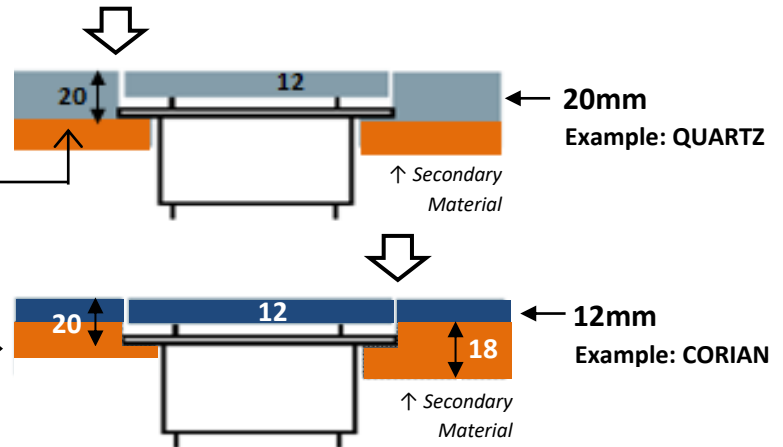 12
20
20mm
Example: QUARTZ
↑ Secondary
Material
12
20
12mm
18
Example: CORIAN
↑ Secondary
Material